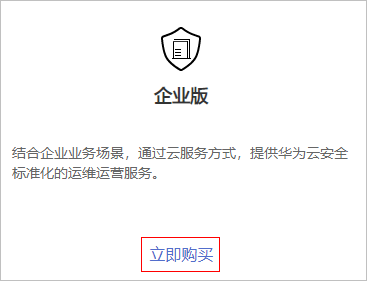 企业版
结合企业业务场景，通过云服务方式，提供华为云安全
标准化的运维运营服务。
立即购买